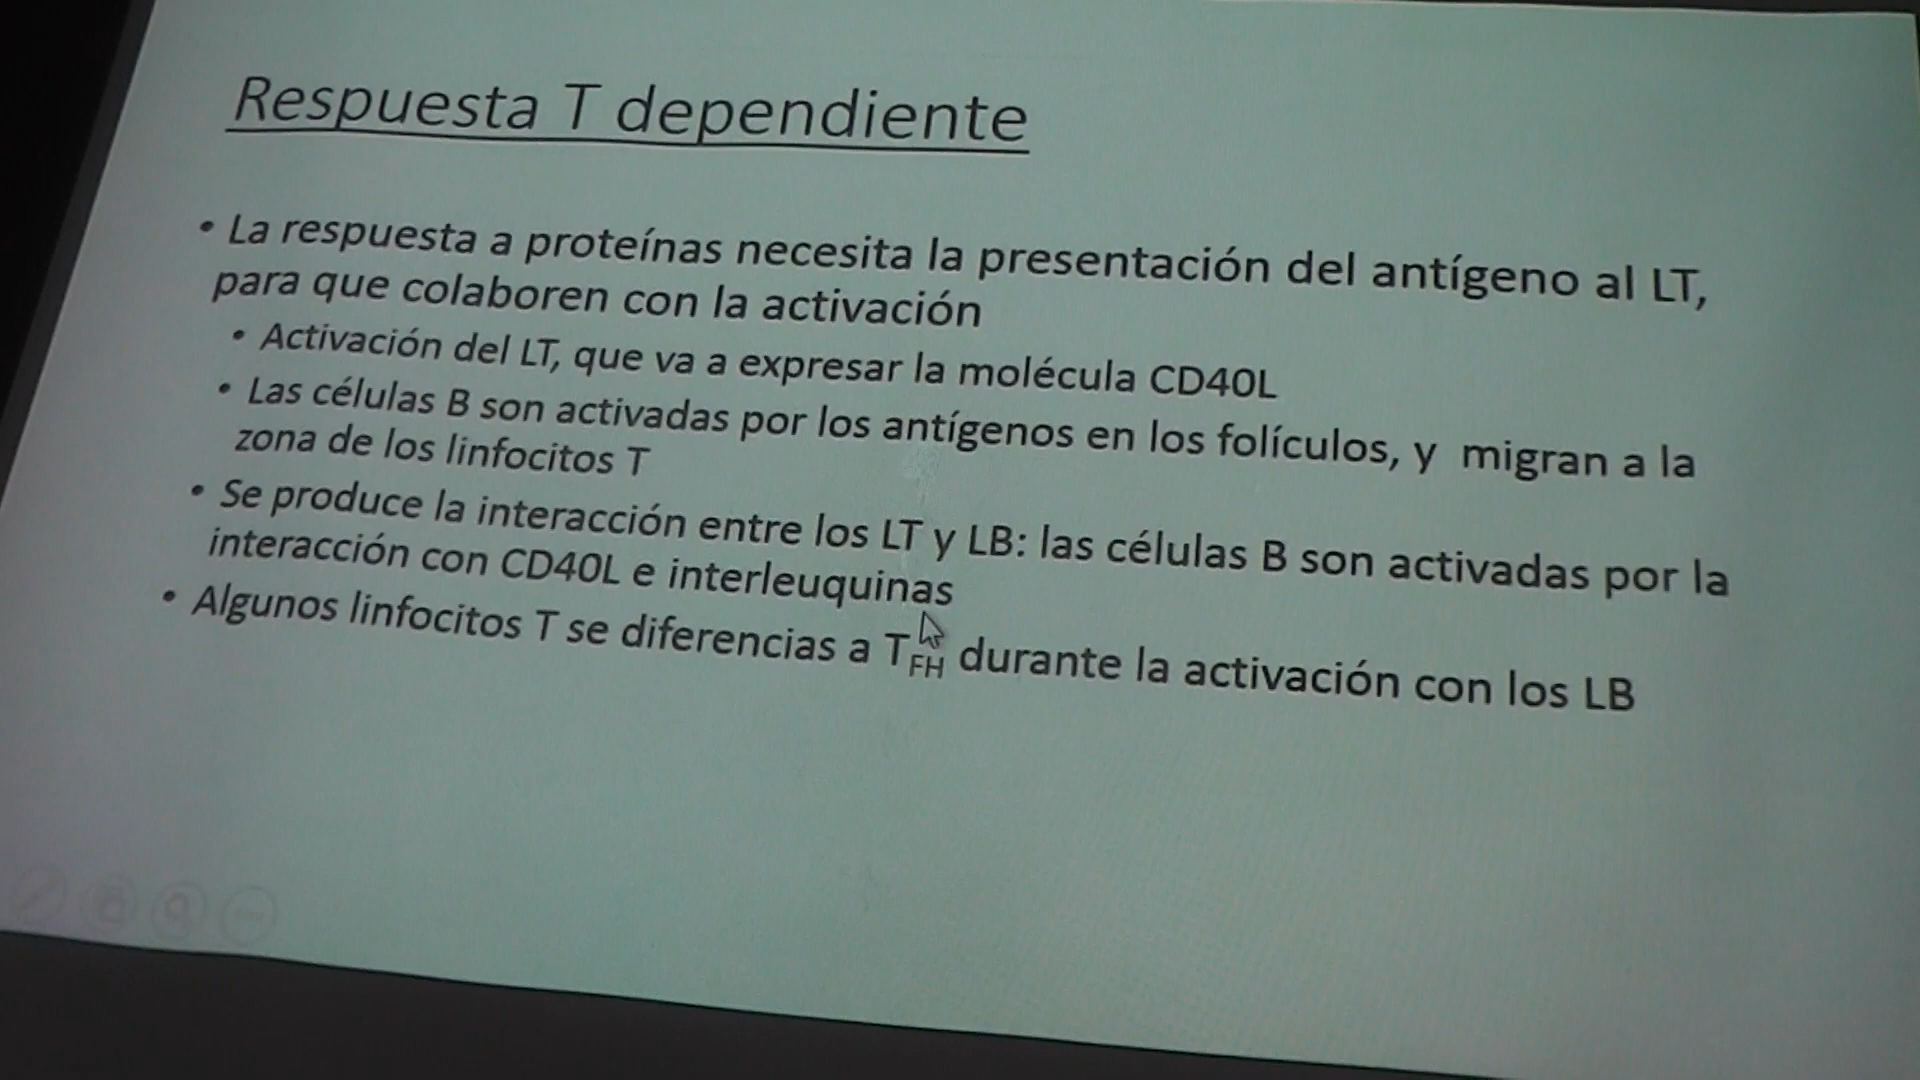 Respuesta T dependiente
• La respuesta a proteínas necesita la presentación del antígeno al LT,
para que colaboren con la activación
• Activación del LT, que va a expresar la molécula CD40L
• Las células B son activadas por los antígenos en los folículos, y migran a la
zona de los linfocitos T
• Se produce la interacción entre los LT y LB: las células B son activadas por la
interacción con CD40L e interleuquinas
• Algunos linfocitos T se diferencias a TFH durante la activación con los LB